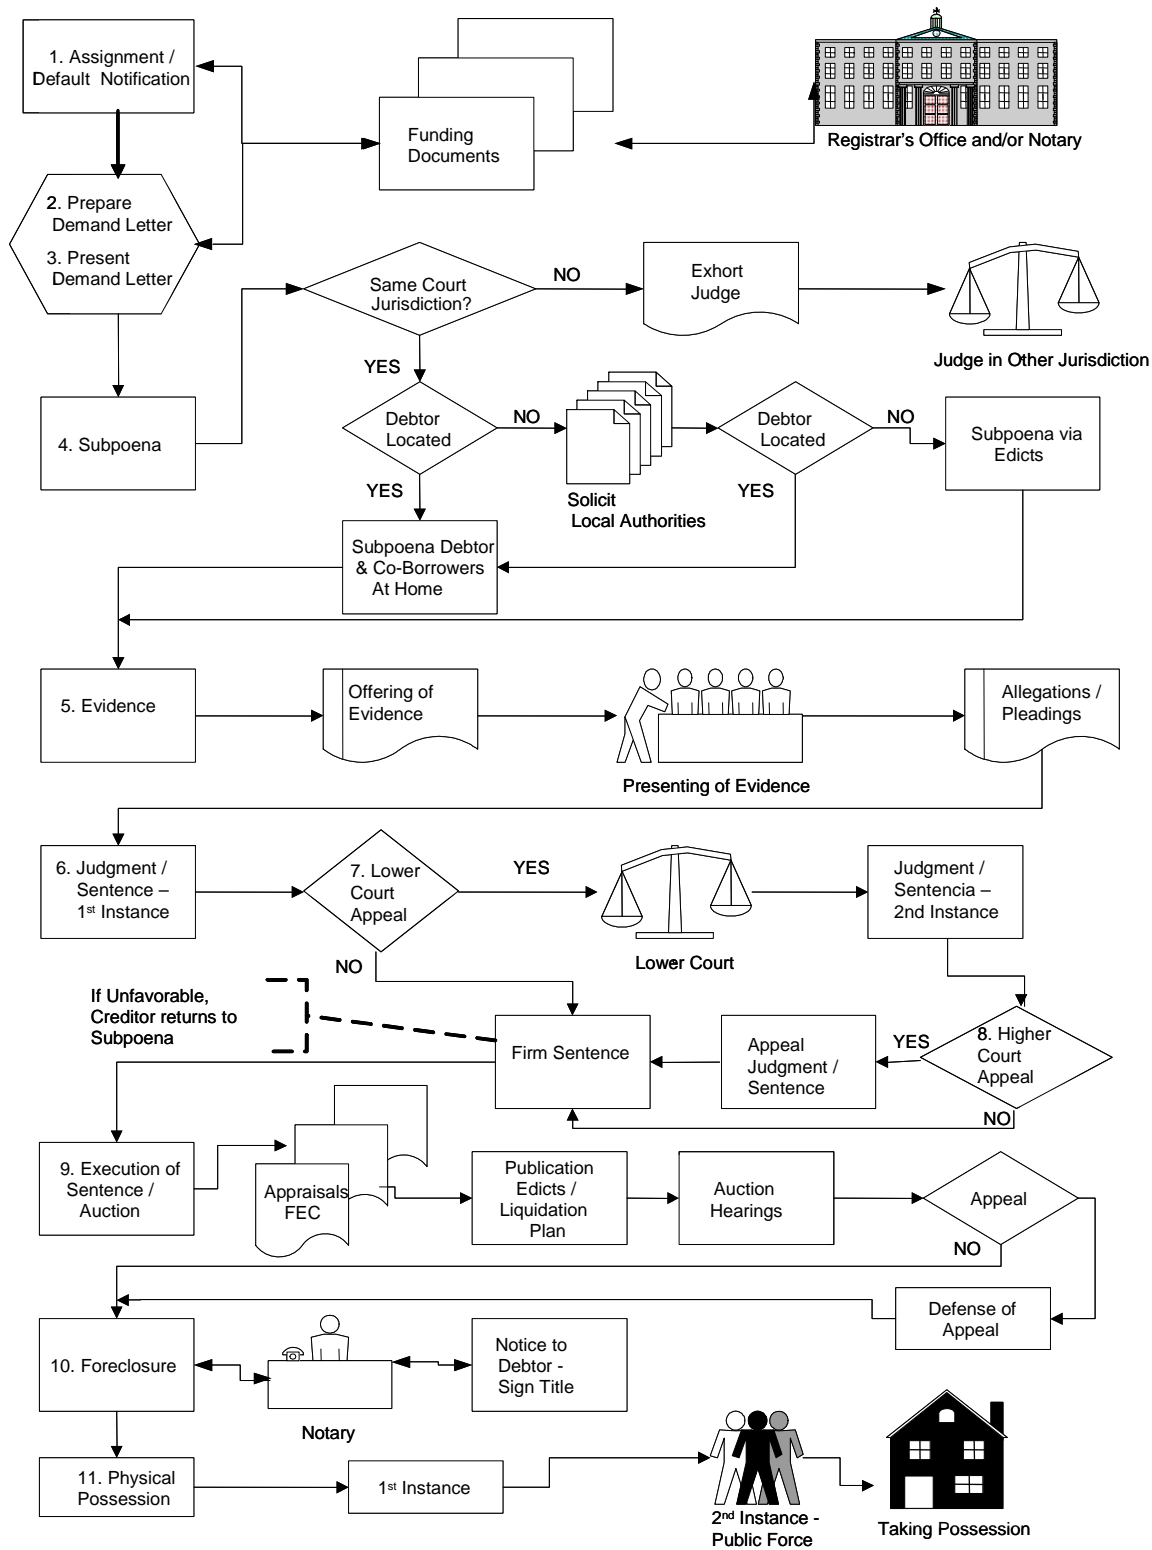 1. Assignment /
Default Notification
Funding
Documents
Registrar's Office and/or Notary
2. Prepare
Demand Letter
3. Present
Demand Letter
Same Court
Jurisdiction?
NO
Exhort
Judge
Judge in Other Jurisdiction
YES
4. Subpoena
Debtor
Located
NO
Solicit
Local Authorities
Debtor
Located
NO
Subpoena via
Edicts
YES
YES
Subpoena Debtor
& Co-Borrowers
At Home
5. Evidence
Offering of
Evidence
Presenting of Evidence
Allegations /
Pleadings
6. Judgment /
Sentence –
1st Instance
7. Lower
Court
Appeal
YES
Lower Court
Judgment /
Sentencia –
2nd Instance
NO
If Unfavorable,
Creditor returns to
Subpoena
Firm Sentence
Appeal
Judgment /
Sentence
YES
8. Higher
Court
Appeal
NO
9. Execution of
Sentence /
Auction
Appraisals
FEC
Publication
Edicts /
Liquidation
Plan
Auction
Hearings
Appeal
NO
Defense of
Appeal
10. Foreclosure
Notary
Notice to
Debtor -
Sign Title
11. Physical
Possession
1st Instance
2nd Instance -
Public Force
Taking Possession